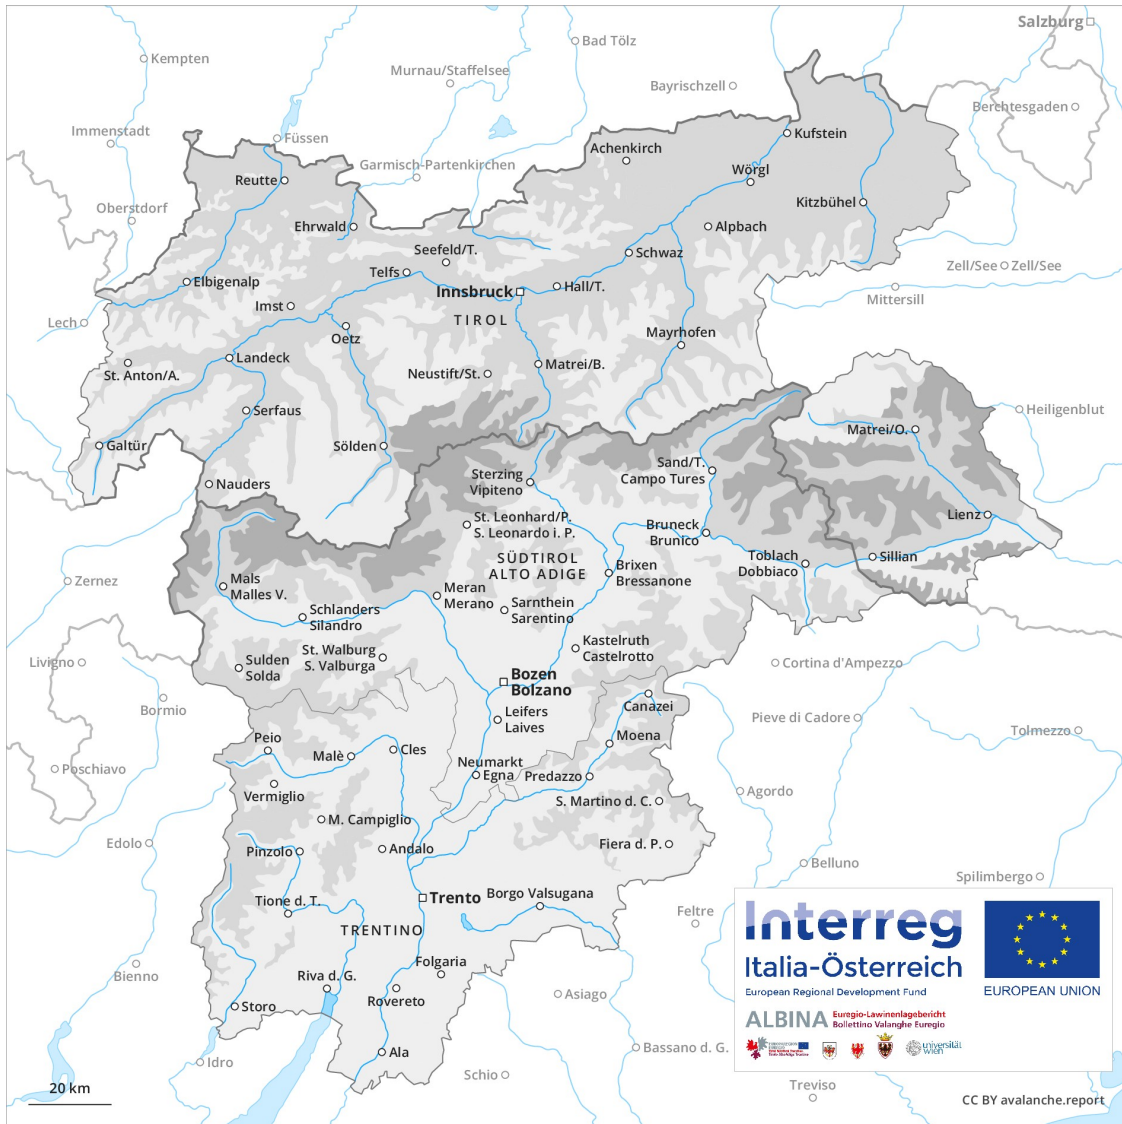 Salzburg
Bad Tölz
Kempten
Murnau/Staffelsee
Bayrischzell
Berchtesgaden
Immenstadt
Füssen
Kufstein
Achenkirch
Garmisch-Partenkirchen
Wörgl
Reutte
Kitzbühel
Oberstdorf
Ehrwald
Alpbach
Seefeld/T.
Schwaz
Zell/See
Zell/See
Telfs
Elbigenalp
Hall/T.
Innsbruck
Mittersill
Imst
TIROL
Lech
Oetz
Mayrhofen
Landeck
Matrei/B.
St. Anton/A.
Neustift/St.
Serfaus
Heiligenblut
Matrei/O.
Galtür
Sölden
Sterzing
Vipiteno
Sand/T.
Campo Tures
Nauders
St. Leonhard/P.
S. Leonardo i. P.
Lienz
Bruneck
Brunico
SÜDTIROL
ALTO ADIGE
Toblach
Dobbiaco
Sillian
Brixen
Bressanone
Zernez
Mals
Malles V.
Meran
Merano
Schlanders
Silandro
Sarnthein
Sarentino
Kastelruth
Castelrotto
St. Walburg
S. Valburga
Livigno
Sulden
Solda
Cortina d'Ampezzo
Bozen
Bolzano
Bormio
Canazei
Leifers
Laives
Pieve di Cadore
Tolmezzo
Peio
Moena
Malè
Cles
Neumarkt
Egna
Predazzo
Poschiavo
Vermiglio
S. Martino d. C.
Agordo
M. Campiglio
Edolo
Pinzolo
Andalo
Fiera d. P.
Belluno
Spilimbergo
Tione d. T.
Trento
Borgo Valsugana
Feltre
TRENTINO
Interreg
Italia-Österreich
European Regional Development Fund
EUROPEAN UNION
Folgaria
Bienno
Riva d. G.
Rovereto
Asiago
Storo
ALBINA
Euregio-Lawinenlagebericht
Bollettino Valanghe Euregio
universität
wien
Ala
Bassano d. G.
Idro
Schio
Treviso
20 km
CC BY avalanche.report